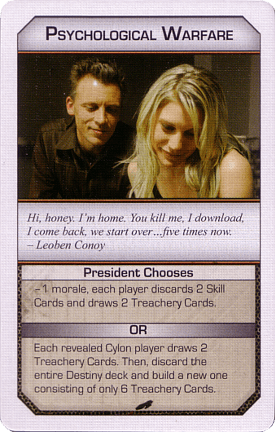 PSYCHOLOGICAL WARFARE
Hi, honey. I'm home. You kill me, I download,
I come back, we start over...five times now.
– Leoben Conoy
President Chooses
–1 morale, each player discards 2 Skill
Cards and draws 2 Treachery Cards.
OR
Each revealed Cylon player draws 2
Treachery Cards. Then, discard the
entire Destiny deck and build a new one
consisting of only 6 Treachery Cards.